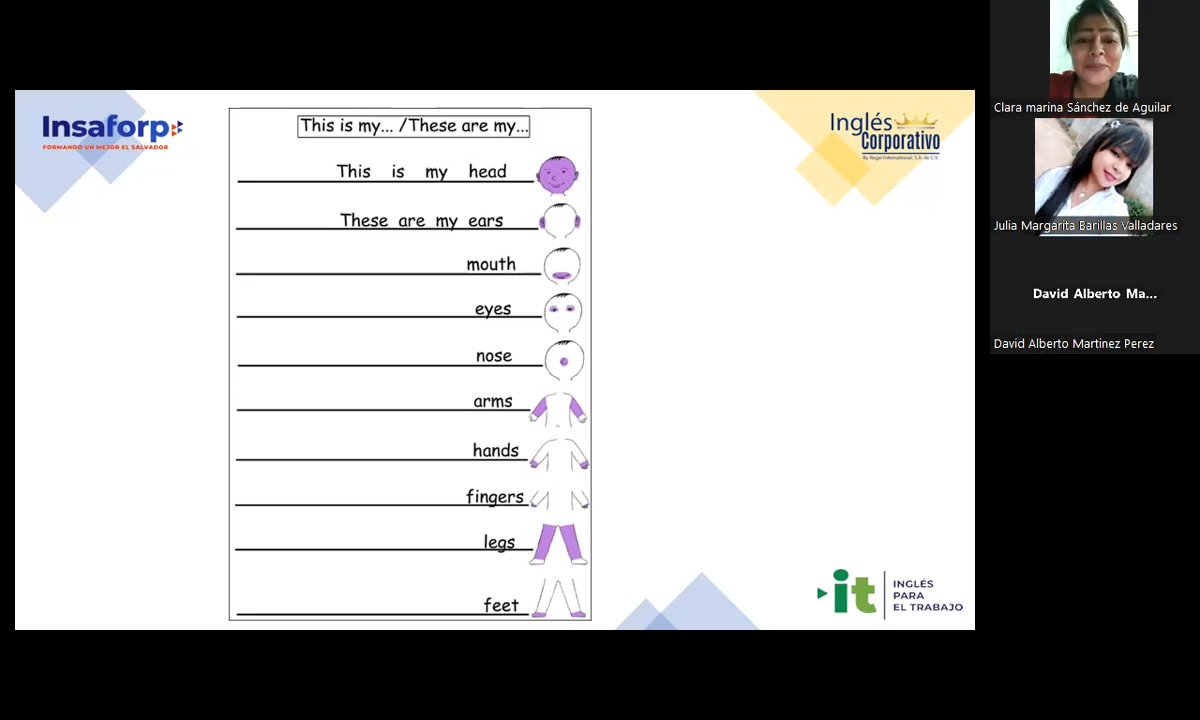 Insaforp
FORMANDO UN MEJOR EL SALVADOR
This is my... /These are my...
Inglés
Corporativo
By Regal International, S.A. de C.V.
This is my head
These are my ears
mouth
eyes
nose
arms
hands
fingers
legs
feet
it
INGLÉS
PARA
EL TRABAJO
Clara marina Sánchez de Aguilar
Julia Margarita Barillas Valladares
David Alberto Ma...
David Alberto Martinez Perez